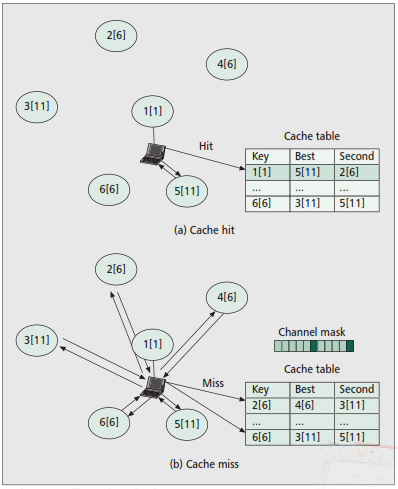 2[6]
4[6]
3[11]
1[1]
Hit
Cache table
Key Best Second
1[1] 5[11] 2[6]
... ... ...
6[6] 3[11] 5[11]
6[6]
5[11]
(a) Cache hit
2[6]
4[6]
3[11]
1[1]
Channel mask
Cache table
Miss
Key Best Second
2[6] 4[6] 3[11]
... ... ...
6[6] 3[11] 5[11]
6[6]
5[11]
(b) Cache miss